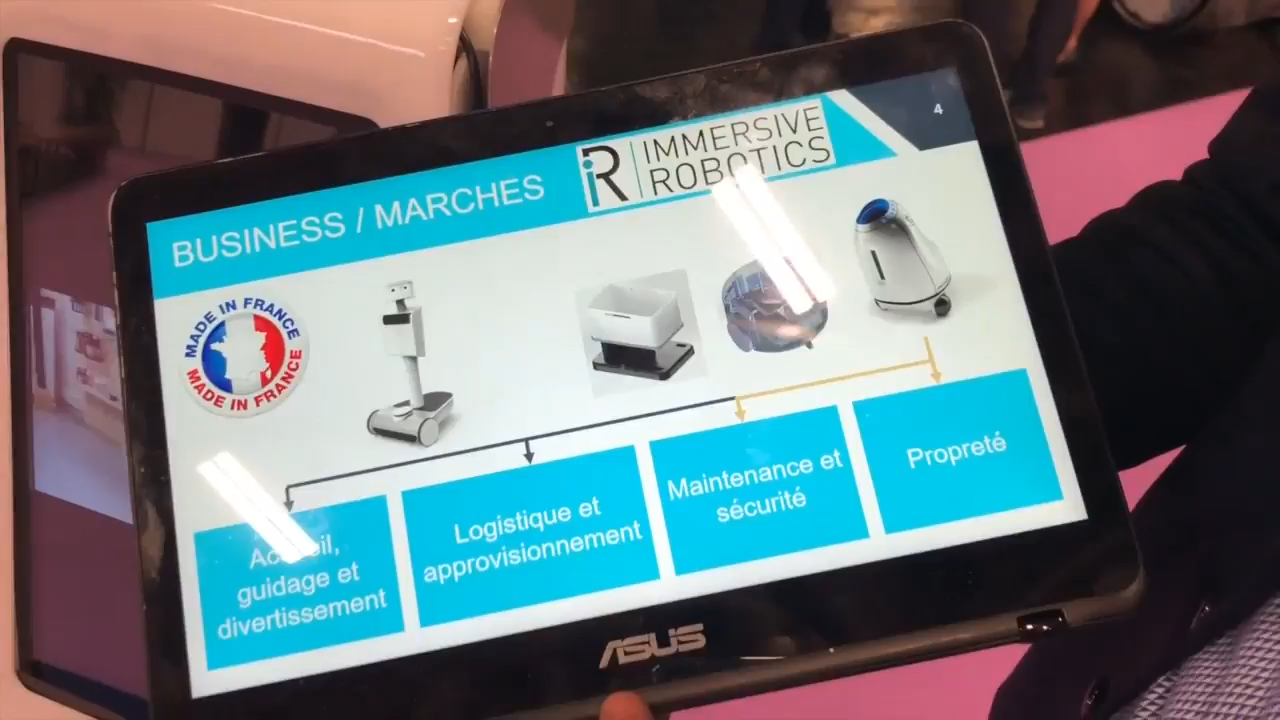 4
IMMERSIVE
ROBOTICS
BUSINESS / MARCHES
MADE IN FRANCE
MADE IN FRANCE
guidage et
divertissement
Logistique et
approvisionnement
Maintenance et
sécurité
Propreté
ASUS